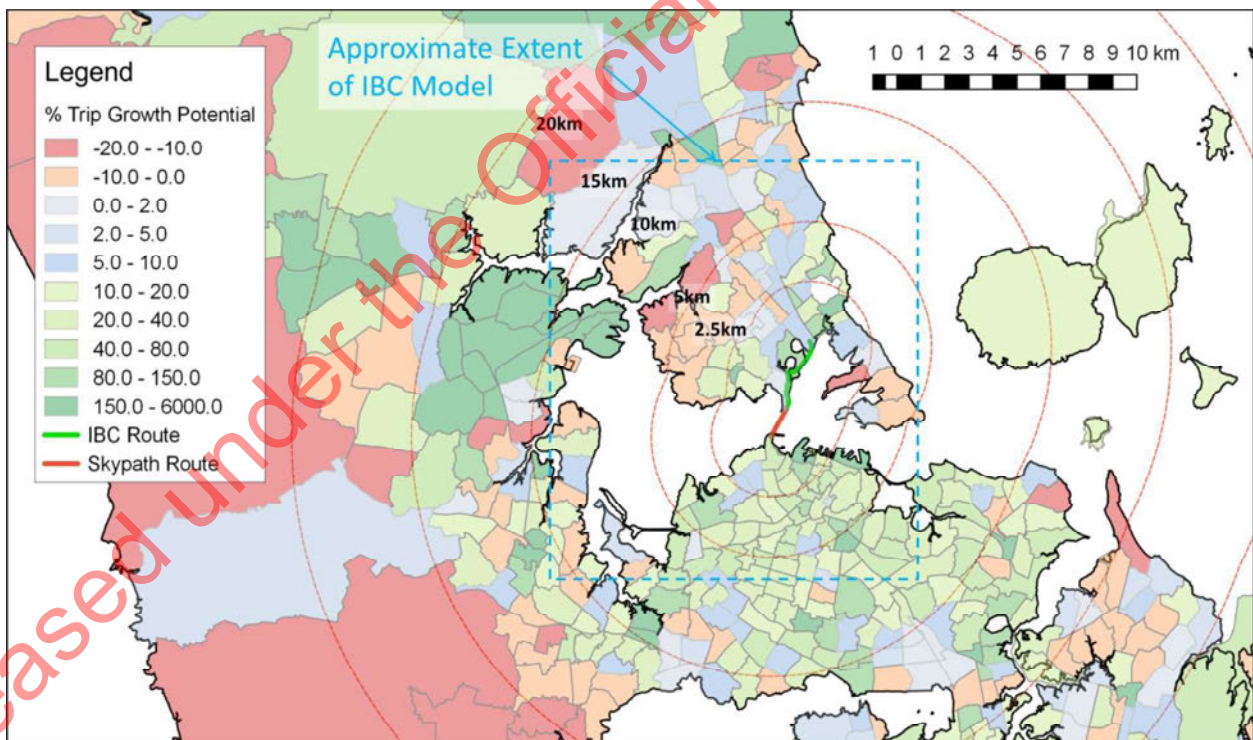 Released under the Official
Legend
% Trip Growth Potential
-20.0 - -10.0
-10.0 - 0.0
0.0 - 2.0
2.0 - 5.0
5.0 - 10.0
10.0 - 20.0
20.0 - 40.0
40.0 - 80.0
80.0 - 150.0
150.0 - 6000.0
IBC Route
Skypath Route
Approximate Extent
of IBC Model
1 0 1 2 3 4 5 6 7 8 9 10 km
20km
15km
10km
5km
2.5km